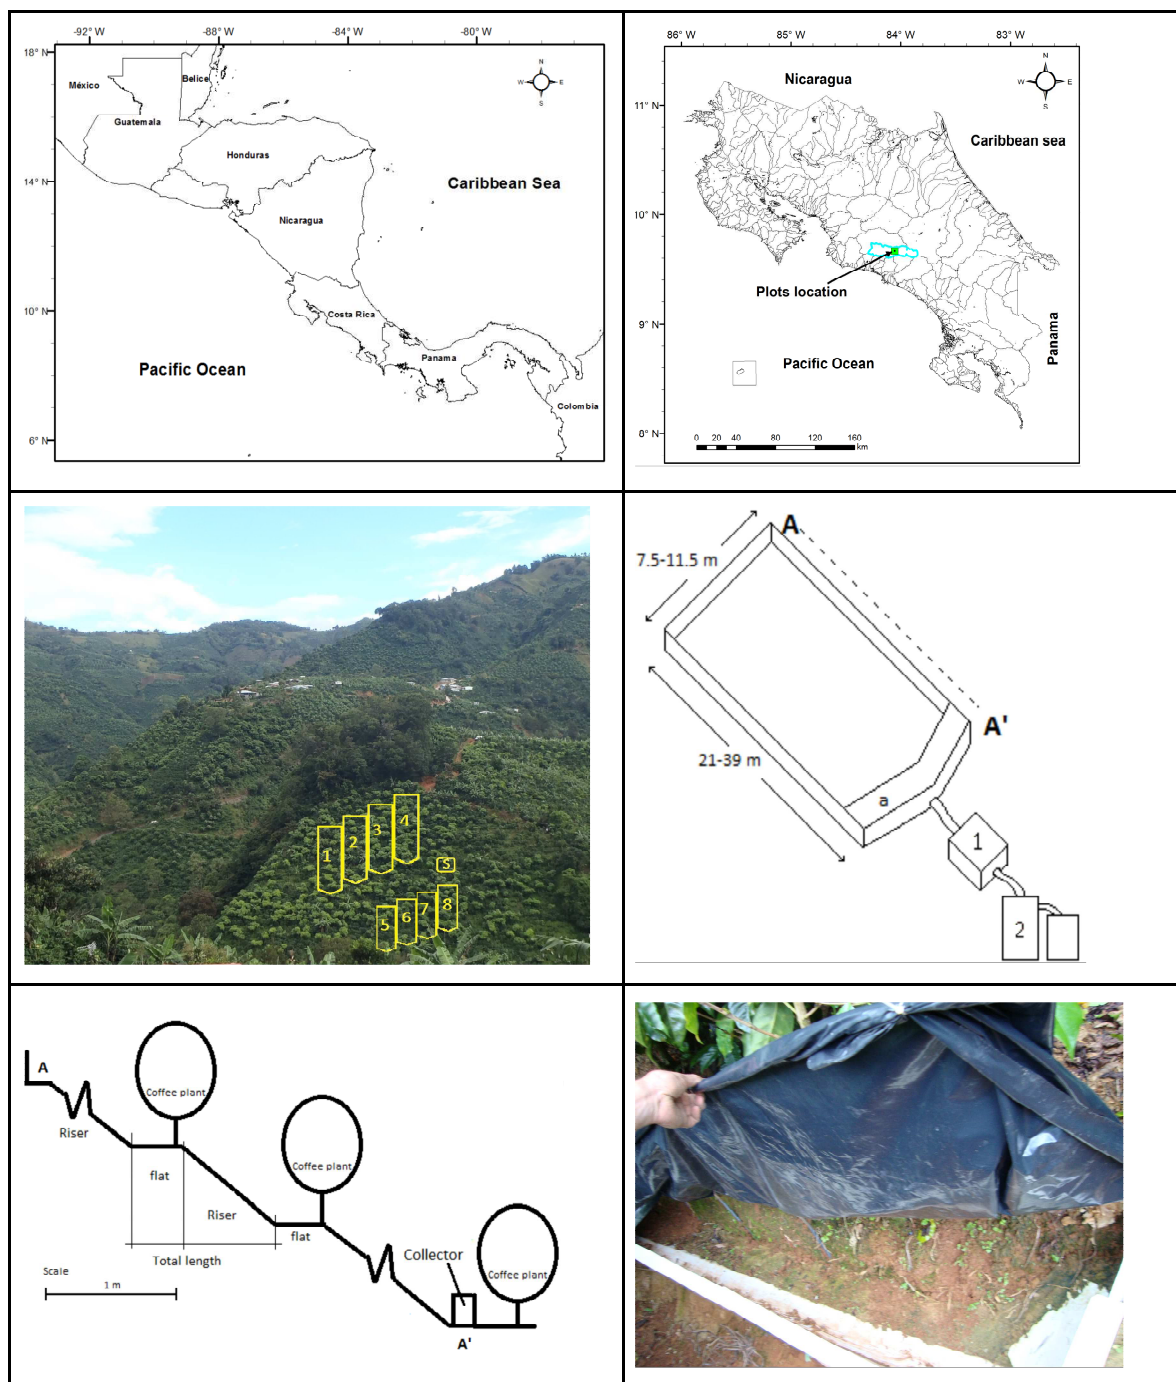 -92° W -88° W -84° W -80° W
18° N
14° N
10° N
6° N
N
W E
S
México
Belice
Guatemala
Honduras
Caribbean Sea
Nicaragua
Costa Rica
Panama
Pacific Ocean
Colombia
86° W 85° W 84° W 83° W
11° N
10° N
9° N
8° N
Nicaragua
N
W E
S
Caribbean sea
Plots location
Panama
Pacific Ocean
0 10 20 40 80 120 160
km
1
2
3
4
S
5
6
7
8
A
7.5-11.5 m
A'
21-39 m
a
1
2
A
Coffee plant
Riser
flat
Coffee plant
Riser
flat
Total length
Collector
Coffee plant
Scale
1 m
A'